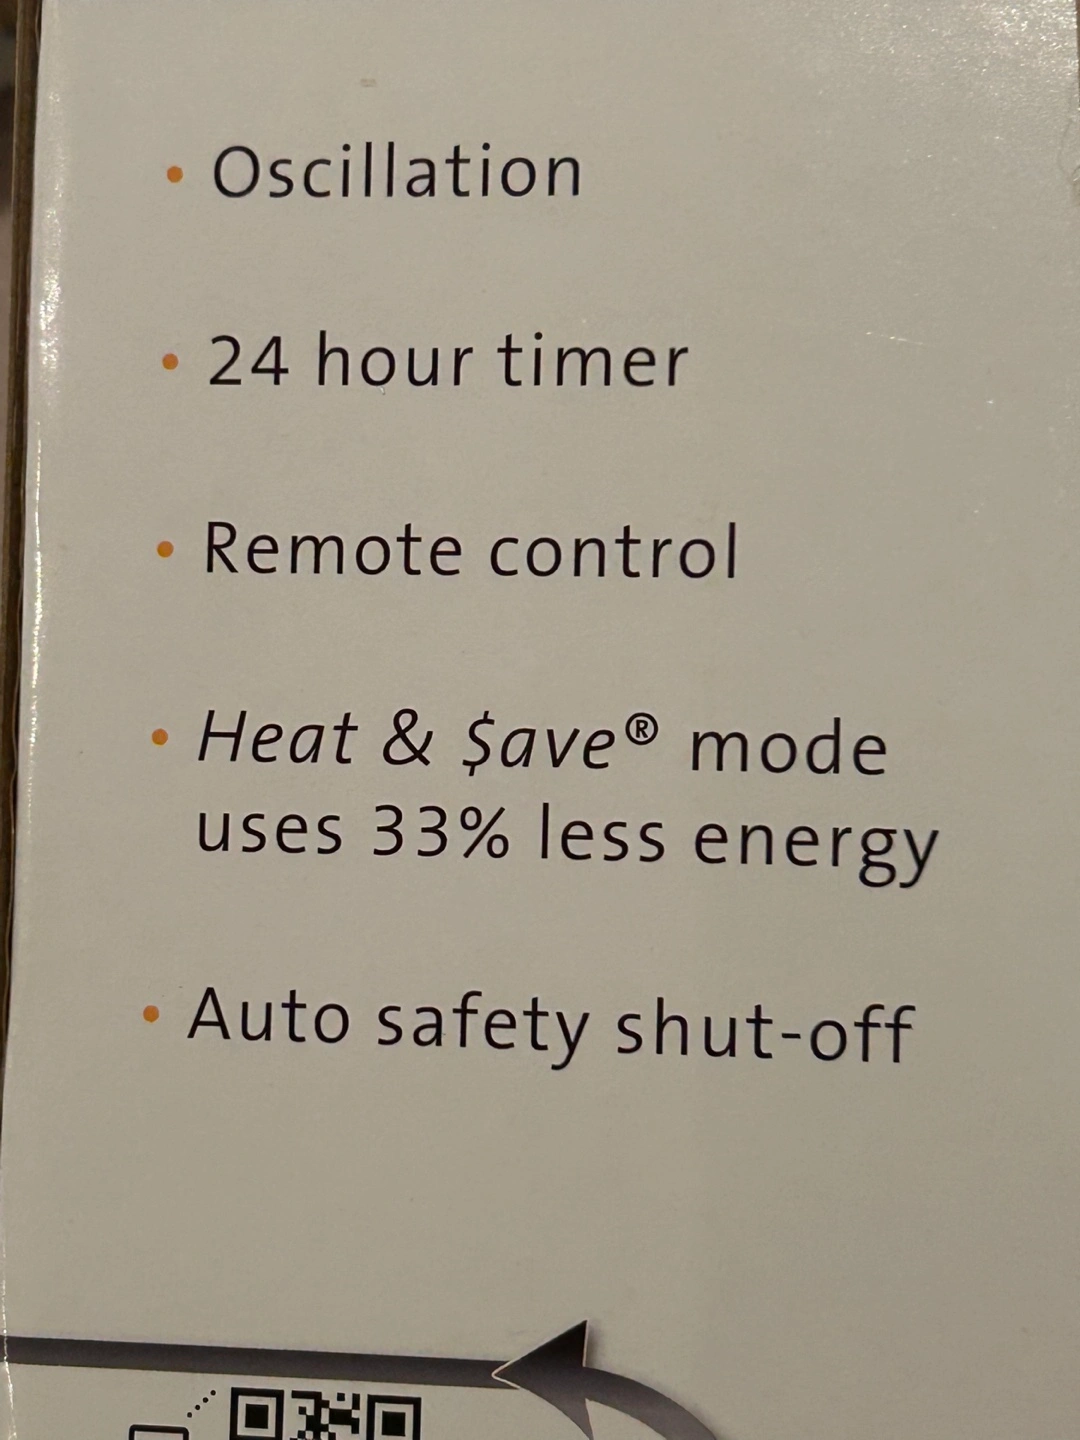 • Oscillation
• 24 hour timer
• Remote control
• Heat & $ave® mode
uses 33% less energy
• Auto safety shut-off